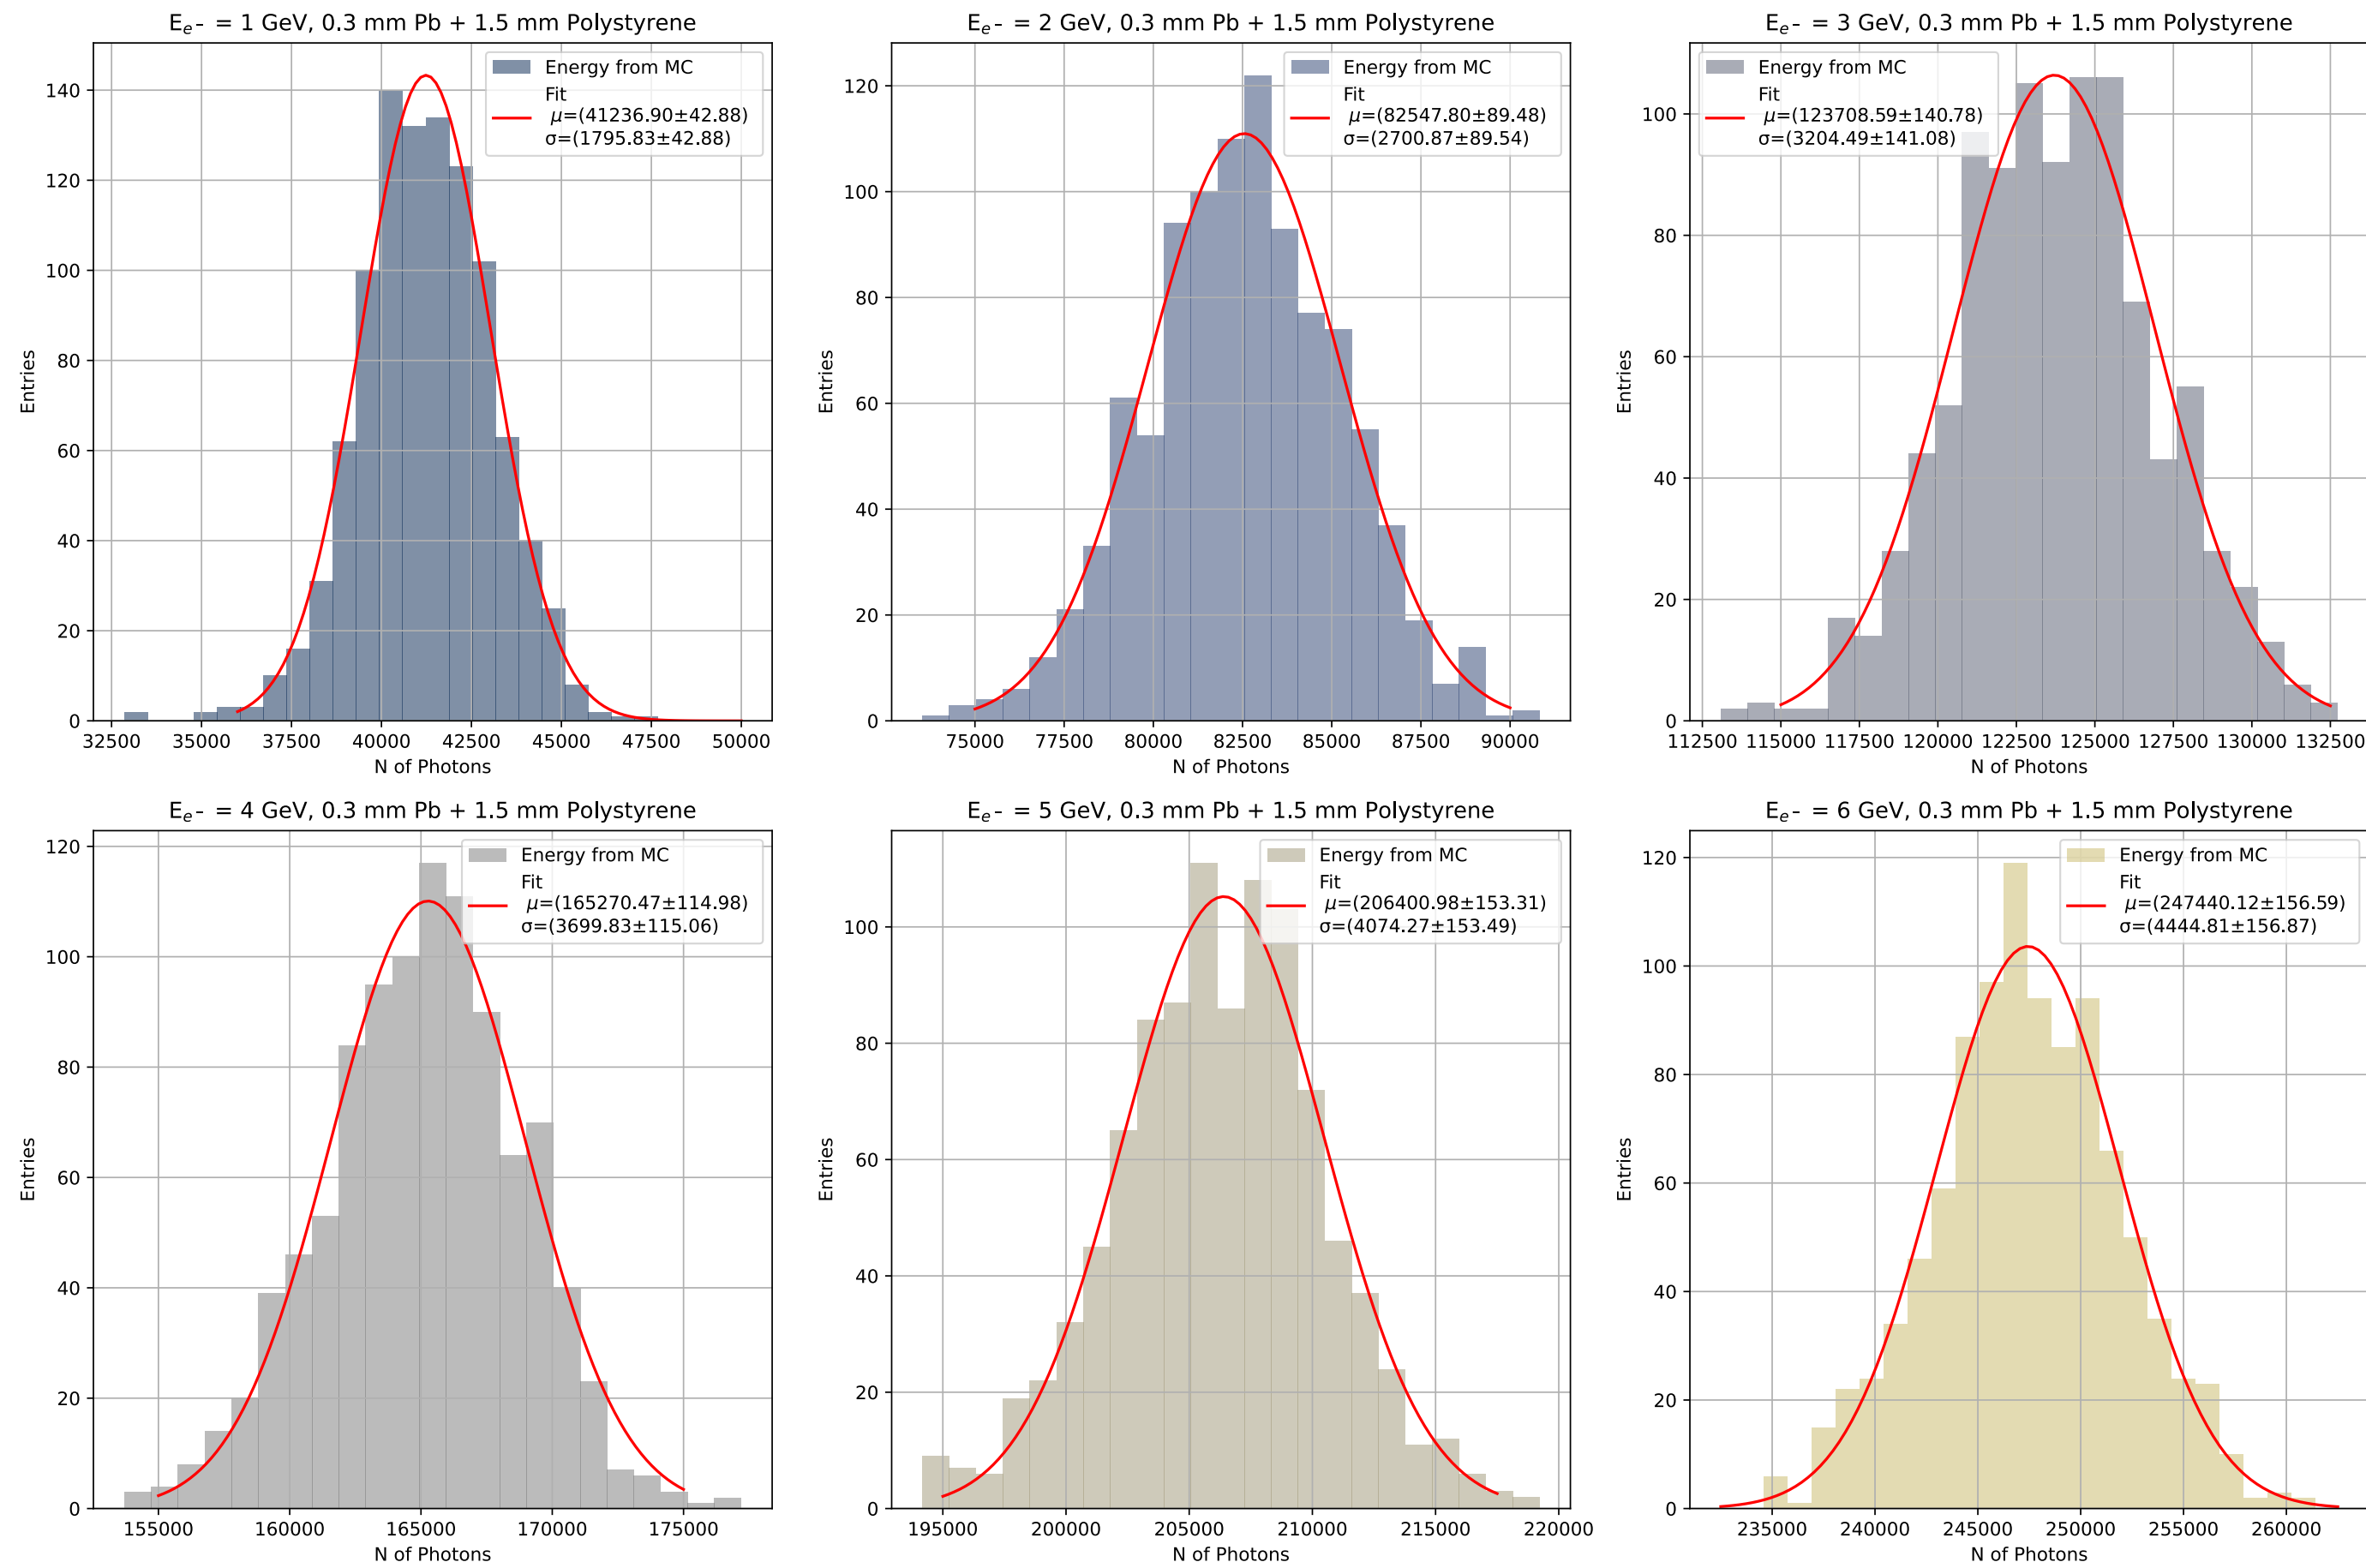 E_e- = 1 GeV, 0.3 mm Pb + 1.5 mm Polystyrene
Energy from MC
Fit
μ=(41236.90±42.88)
σ=(1795.83±42.88)
140
120
100
80
60
40
20
0
Entries
32500 35000 37500 40000 42500 45000 47500 50000
N of Photons
E_e- = 2 GeV, 0.3 mm Pb + 1.5 mm Polystyrene
Energy from MC
Fit
μ=(82547.80±89.48)
σ=(2700.87±89.54)
120
100
80
60
40
20
0
Entries
75000 77500 80000 82500 85000 87500 90000
N of Photons
E_e- = 3 GeV, 0.3 mm Pb + 1.5 mm Polystyrene
Energy from MC
Fit
μ=(123708.59±140.78)
σ=(3204.49±141.08)
100
80
60
40
20
0
Entries
112500 115000 117500 120000 122500 125000 127500 130000 132500
N of Photons
E_e- = 4 GeV, 0.3 mm Pb + 1.5 mm Polystyrene
Energy from MC
Fit
μ=(165270.47±114.98)
σ=(3699.83±115.06)
120
100
80
60
40
20
0
Entries
155000 160000 165000 170000 175000
N of Photons
E_e- = 5 GeV, 0.3 mm Pb + 1.5 mm Polystyrene
Energy from MC
Fit
μ=(206400.98±153.31)
σ=(4074.27±153.49)
100
80
60
40
20
0
Entries
195000 200000 205000 210000 215000 220000
N of Photons
E_e- = 6 GeV, 0.3 mm Pb + 1.5 mm Polystyrene
Energy from MC
Fit
μ=(247440.12±156.59)
σ=(4444.81±156.87)
120
100
80
60
40
20
0
Entries
235000 240000 245000 250000 255000 260000
N of Photons